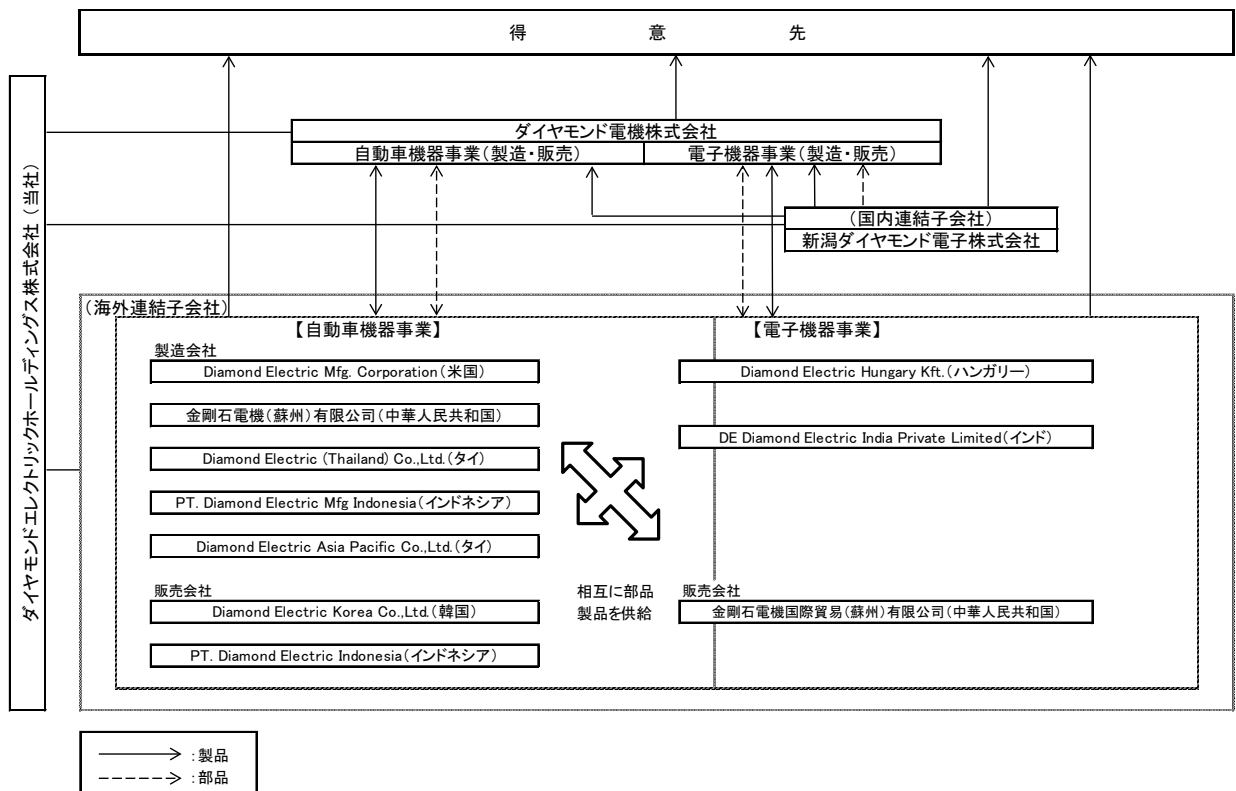 得意先
ダイヤモンドエレクトリックホールディングス株式会社(当社)
ダイヤモンド電機株式会社
自動車機器事業(製造・販売)
電子機器事業(製造・販売)
(国内連結子会社)
新潟ダイヤモンド電子株式会社
(海外連結子会社)
【自動車機器事業】
【電子機器事業】
製造会社
Diamond Electric Mfg. Corporation(米国)
Diamond Electric Hungary Kft.(ハンガリー)
金剛石電機(蘇州)有限公司(中華人民共和国)
DE Diamond Electric India Private Limited(インド)
Diamond Electric (Thailand) Co.,Ltd.(タイ)
PT. Diamond Electric Mfg Indonesia(インドネシア)
Diamond Electric Asia Pacific Co.,Ltd.(タイ)
販売会社
相互に部品
製品を供給
販売会社
Diamond Electric Korea Co.,Ltd.(韓国)
金剛石電機国際貿易(蘇州)有限公司(中華人民共和国)
PT. Diamond Electric Indonesia(インドネシア)
:製品
:部品